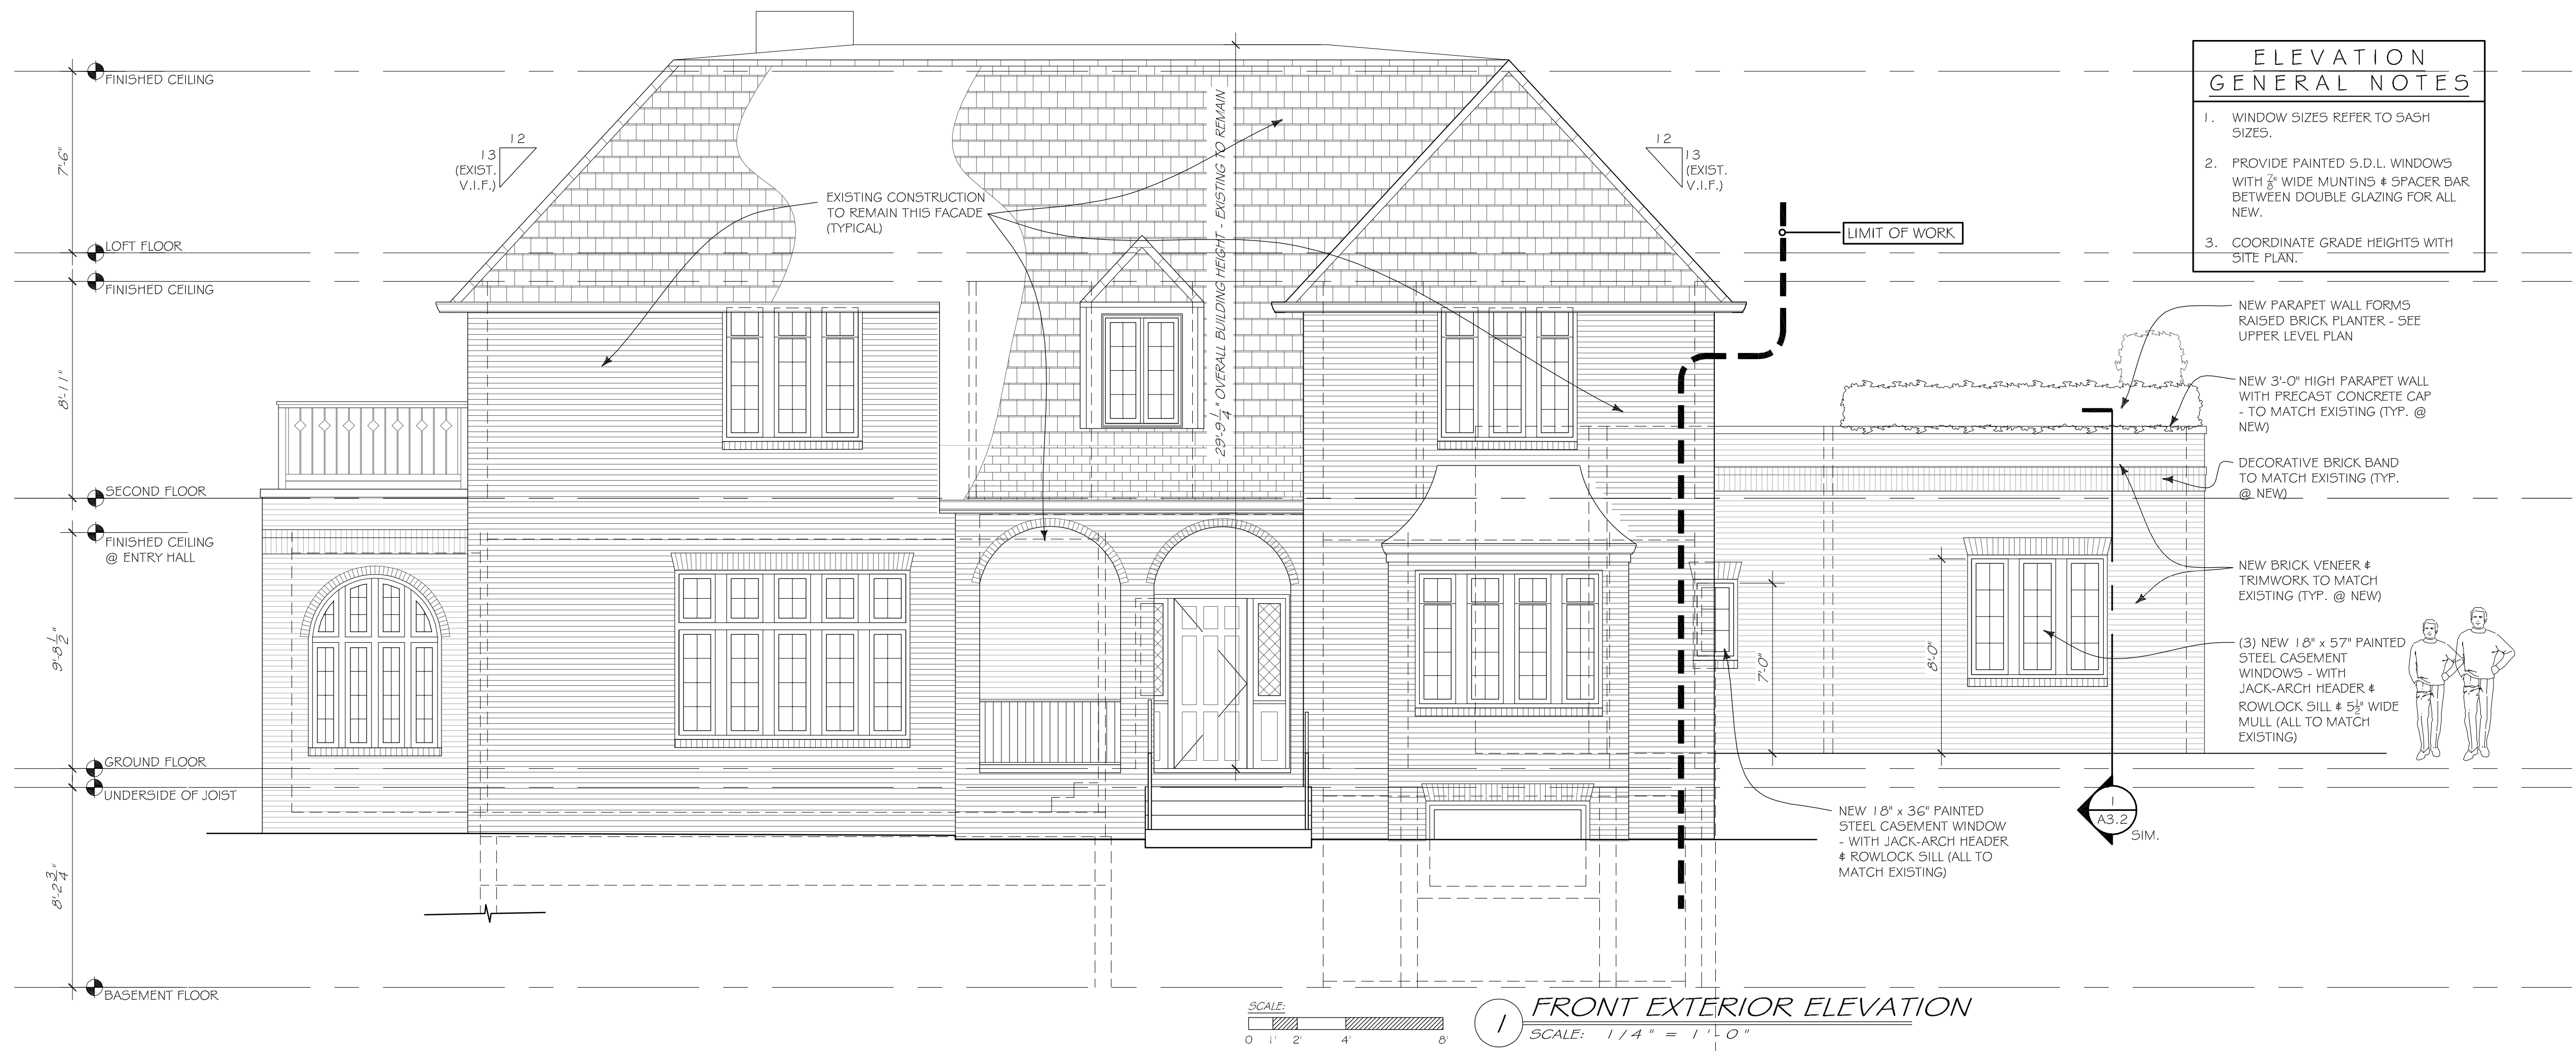 FINISHED CEILING
7'-6"
LOFT FLOOR
FINISHED CEILING
8'-11"
SECOND FLOOR
FINISHED CEILING
@ ENTRY HALL
9'-8 1/2"
GROUND FLOOR
UNDERSIDE OF JOIST
8'-2 3/4"
BASEMENT FLOOR
12
13
(EXIST.
V.I.F.)
EXISTING CONSTRUCTION
TO REMAIN THIS FACADE
(TYPICAL)
29'-9 1/4" OVERALL BUILDING HEIGHT - EXISTING TO REMAIN
12
13
(EXIST.
V.I.F.)
LIMIT OF WORK
ELEVATION
GENERAL NOTES
1. WINDOW SIZES REFER TO SASH
SIZES.
2. PROVIDE PAINTED S.D.L. WINDOWS
WITH 7/8" WIDE MUNTINS & SPACER BAR
BETWEEN DOUBLE GLAZING FOR ALL
NEW.
3. COORDINATE GRADE HEIGHTS WITH
SITE PLAN.
NEW PARAPET WALL FORMS
RAISED BRICK PLANTER - SEE
UPPER LEVEL PLAN
NEW 3'-0" HIGH PARAPET WALL
WITH PRECAST CONCRETE CAP
- TO MATCH EXISTING (TYP. @
NEW)
DECORATIVE BRICK BAND
TO MATCH EXISTING (TYP.
@ NEW)
NEW BRICK VENEER &
TRIMWORK TO MATCH
EXISTING (TYP. @ NEW)
(3) NEW 18" x 57" PAINTED
STEEL CASEMENT
WINDOWS - WITH
JACK-ARCH HEADER &
ROWLOCK SILL & 5 1/2" WIDE
MULL (ALL TO MATCH
EXISTING)
7'-0"
8'-0"
NEW 18" x 36" PAINTED
STEEL CASEMENT WINDOW
- WITH JACK-ARCH HEADER
& ROWLOCK SILL (ALL TO
MATCH EXISTING)
1
A3.2
SIM.
SCALE:
0 1' 2' 4' 8'
1
FRONT EXTERIOR ELEVATION
SCALE: 1/4" = 1'-0"